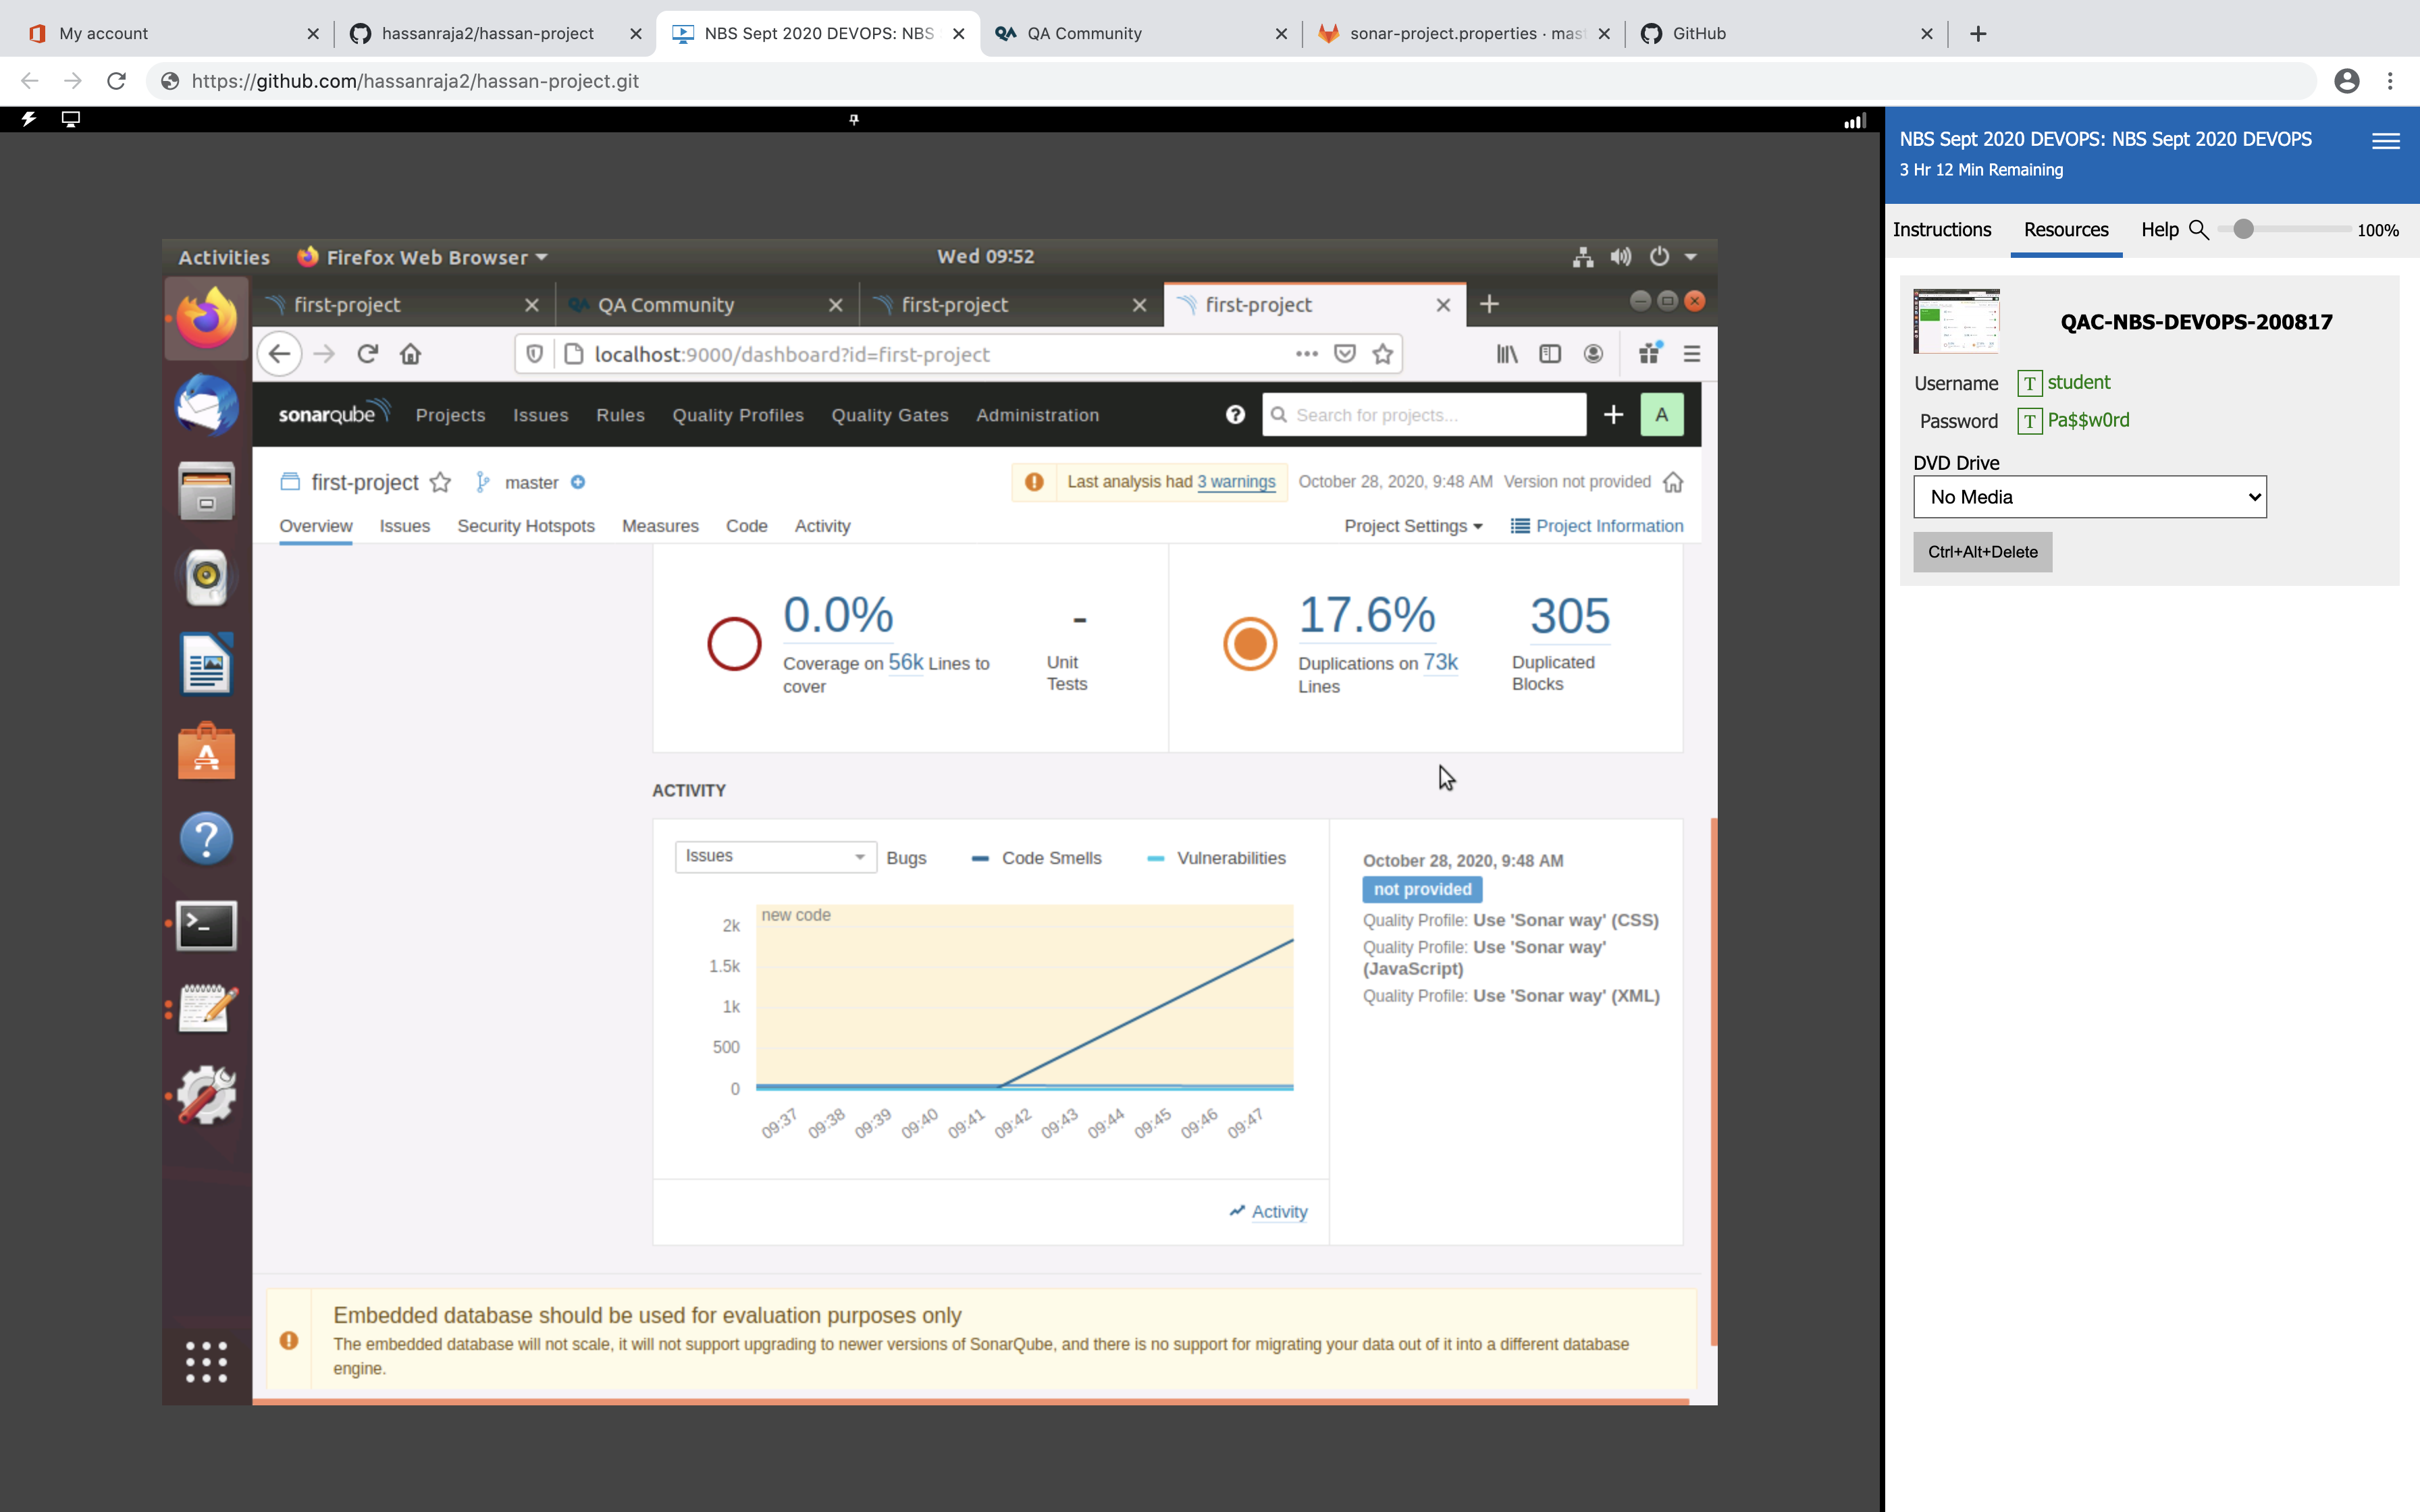 My account
hassanraja2/hassan-project
NBS Sept 2020 DEVOPS: NBS
QA Community
sonar-project.properties · mast
GitHub
https://github.com/hassanraja2/hassan-project.git
NBS Sept 2020 DEVOPS: NBS Sept 2020 DEVOPS
3 Hr 12 Min Remaining
Instructions
Resources
Help
100%
QAC-NBS-DEVOPS-200817
Username
T
student
Password
T
Pa$$w0rd
DVD Drive
No Media
Ctrl+Alt+Delete
Activities
Firefox Web Browser
Wed 09:52
first-project
QA Community
first-project
first-project
localhost:9000/dashboard?id=first-project
sonarqube
Projects
Issues
Rules
Quality Profiles
Quality Gates
Administration
Search for projects...
A
first-project
master
Last analysis had 3 warnings
October 28, 2020, 9:48 AM
Version not provided
Overview
Issues
Security Hotspots
Measures
Code
Activity
Project Settings
Project Information
0.0%
Coverage on 56k Lines to
cover
-
Unit
Tests
17.6%
Duplications on 73k
Lines
305
Duplicated
Blocks
ACTIVITY
Issues
Bugs
Code Smells
Vulnerabilities
new code
2k
1.5k
1k
500
0
09:37
09:38
09:39
09:40
09:41
09:42
09:43
09:44
09:45
09:46
09:47
October 28, 2020, 9:48 AM
not provided
Quality Profile: Use 'Sonar way' (CSS)
Quality Profile: Use 'Sonar way'
(JavaScript)
Quality Profile: Use 'Sonar way' (XML)
Activity
Embedded database should be used for evaluation purposes only
The embedded database will not scale, it will not support upgrading to newer versions of SonarQube, and there is no support for migrating your data out of it into a different database
engine.